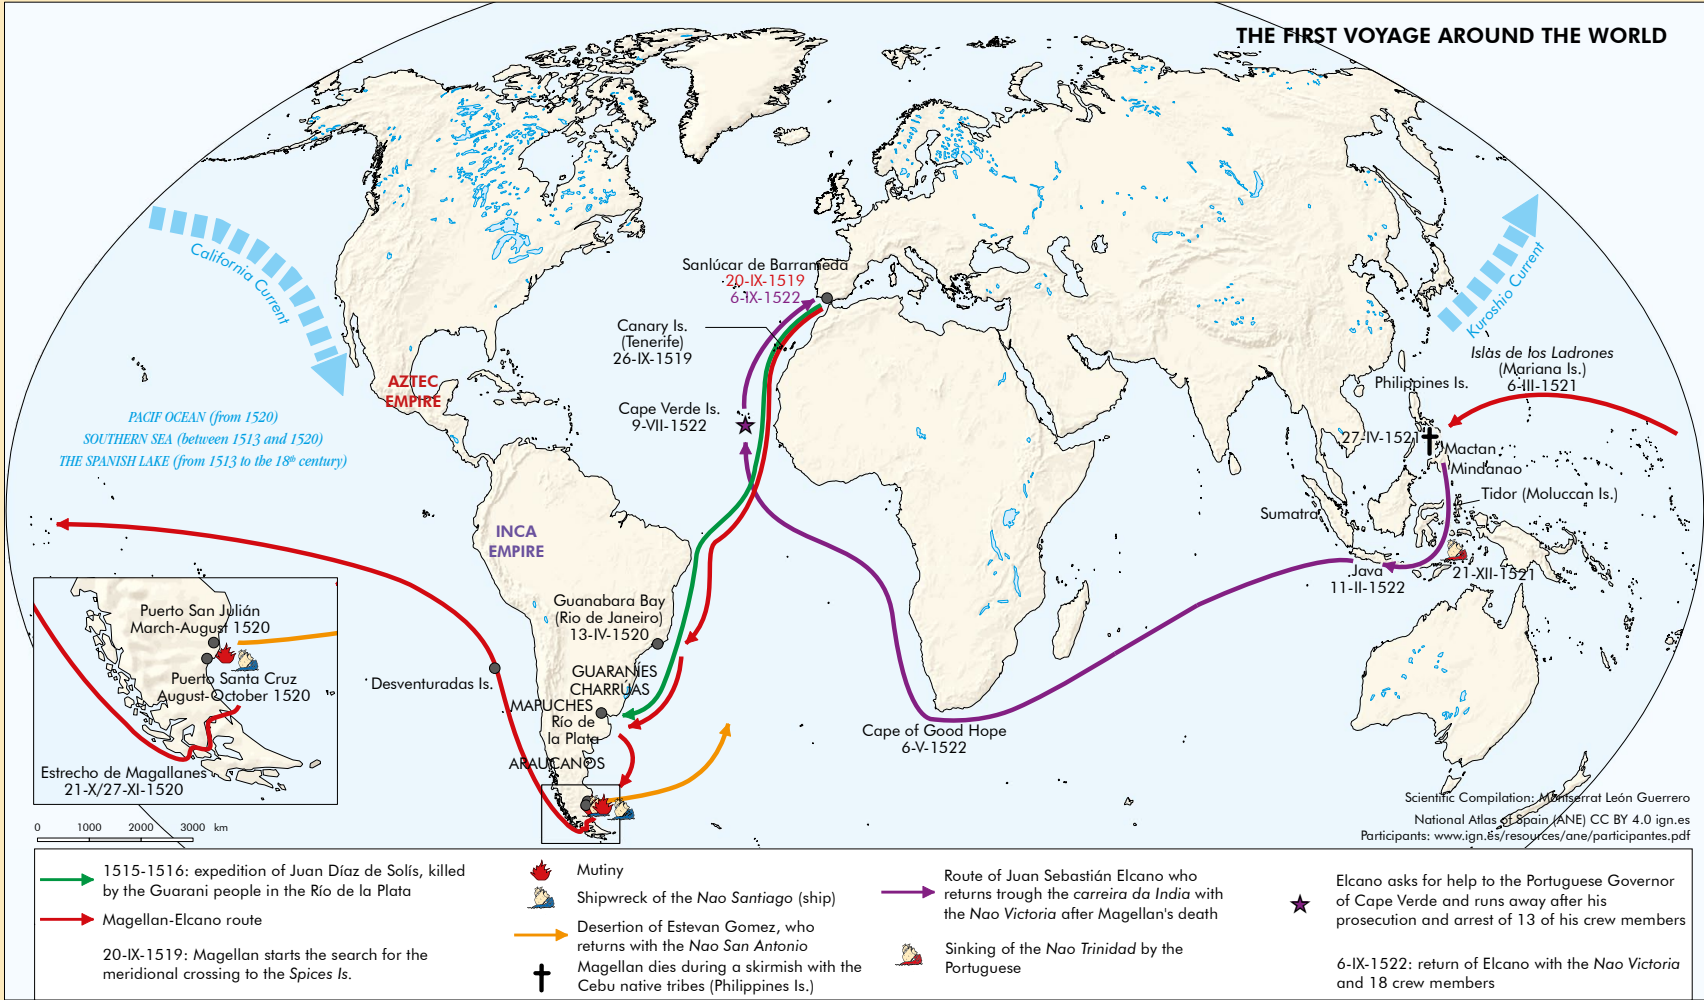 THE FIRST VOYAGE AROUND THE WORLD
California Current
Kuroshio Current
Sanlúcar de Barrameda
20-IX-1519
6-IX-1522
Canary Is.
(Tenerife)
26-IX-1519
Cape Verde Is.
9-VII-1522
AZTEC
EMPIRE
PACIF OCEAN (from 1520)
SOUTHERN SEA (between 1513 and 1520)
THE SPANISH LAKE (from 1513 to the 18th century)
Islas de los Ladrones
(Mariana Is.)
6-III-1521
Philippines Is.
27-IV-1521
Mactan
Mindanao
Tidor (Moluccan Is.)
Sumatra
Java
11-II-1522
21-XII-1521
INCA
EMPIRE
Guanabara Bay
(Rio de Janeiro)
13-IV-1520
GUARANÍES
CHARRÚAS
MAPUCHES
Río de
la Plata
ARAUCANOS
Desventuradas Is.
Cape of Good Hope
6-V-1522
Puerto San Julián
March-August 1520
Puerto Santa Cruz
August-October 1520
Estrecho de Magallanes
21-X/27-XI-1520
0 1000 2000 3000 km
Scientific Compilation: Montserrat León Guerrero
National Atlas of Spain (ANE) CC BY 4.0 ign.es
Participants: www.ign.es/resources/ane/participantes.pdf
1515-1516: expedition of Juan Díaz de Solís, killed
by the Guarani people in the Río de la Plata
Magellan-Elcano route
20-IX-1519: Magellan starts the search for the
meridional crossing to the Spices Is.
Mutiny
Shipwreck of the Nao Santiago (ship)
Desertion of Estevan Gomez, who
returns with the Nao San Antonio
Magellan dies during a skirmish with the
Cebu native tribes (Philippines Is.)
Route of Juan Sebastián Elcano who
returns trough the carreira da India with
the Nao Victoria after Magellan's death
Sinking of the Nao Trinidad by the
Portuguese
Elcano asks for help to the Portuguese Governor
of Cape Verde and runs away after his
prosecution and arrest of 13 of his crew members
6-IX-1522: return of Elcano with the Nao Victoria
and 18 crew members